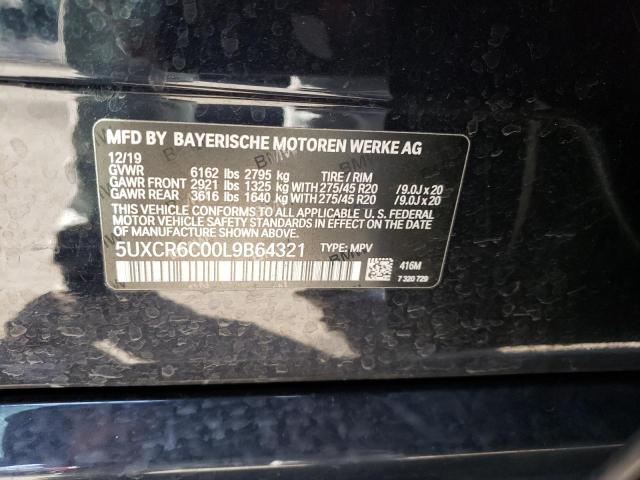 MFD BY BAYERISCHE MOTOREN WERKE AG
12/19
GVWR 6162 lbs 2795 kg TIRE / RIM
GAWR FRONT 2921 lbs 1325 kg WITH 275/45 R20 /9.0J x 20
GAWR REAR 3616 lbs 1640 kg WITH 275/45 R20 /9.0J x 20
THIS VEHICLE CONFORMS TO ALL APPLICABLE U. S. FEDERAL
MOTOR VEHICLE SAFETY STANDARDS IN EFFECT ON THE DATE
OF MANUFACTURE SHOWN ABOVE.
5UXCR6C00L9B64321 TYPE: MPV
416M
7 320 729